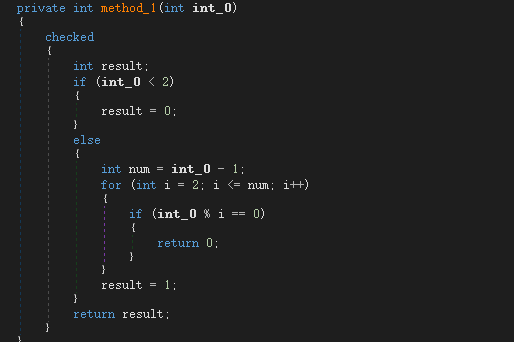 private int method_1(int int_0)
{
checked
{
int result;
if (int_0 < 2)
{
result = 0;
}
else
{
int num = int_0 - 1;
for (int i = 2; i <= num; i++)
{
if (int_0 % i == 0)
{
return 0;
}
}
result = 1;
}
return result;
}
}